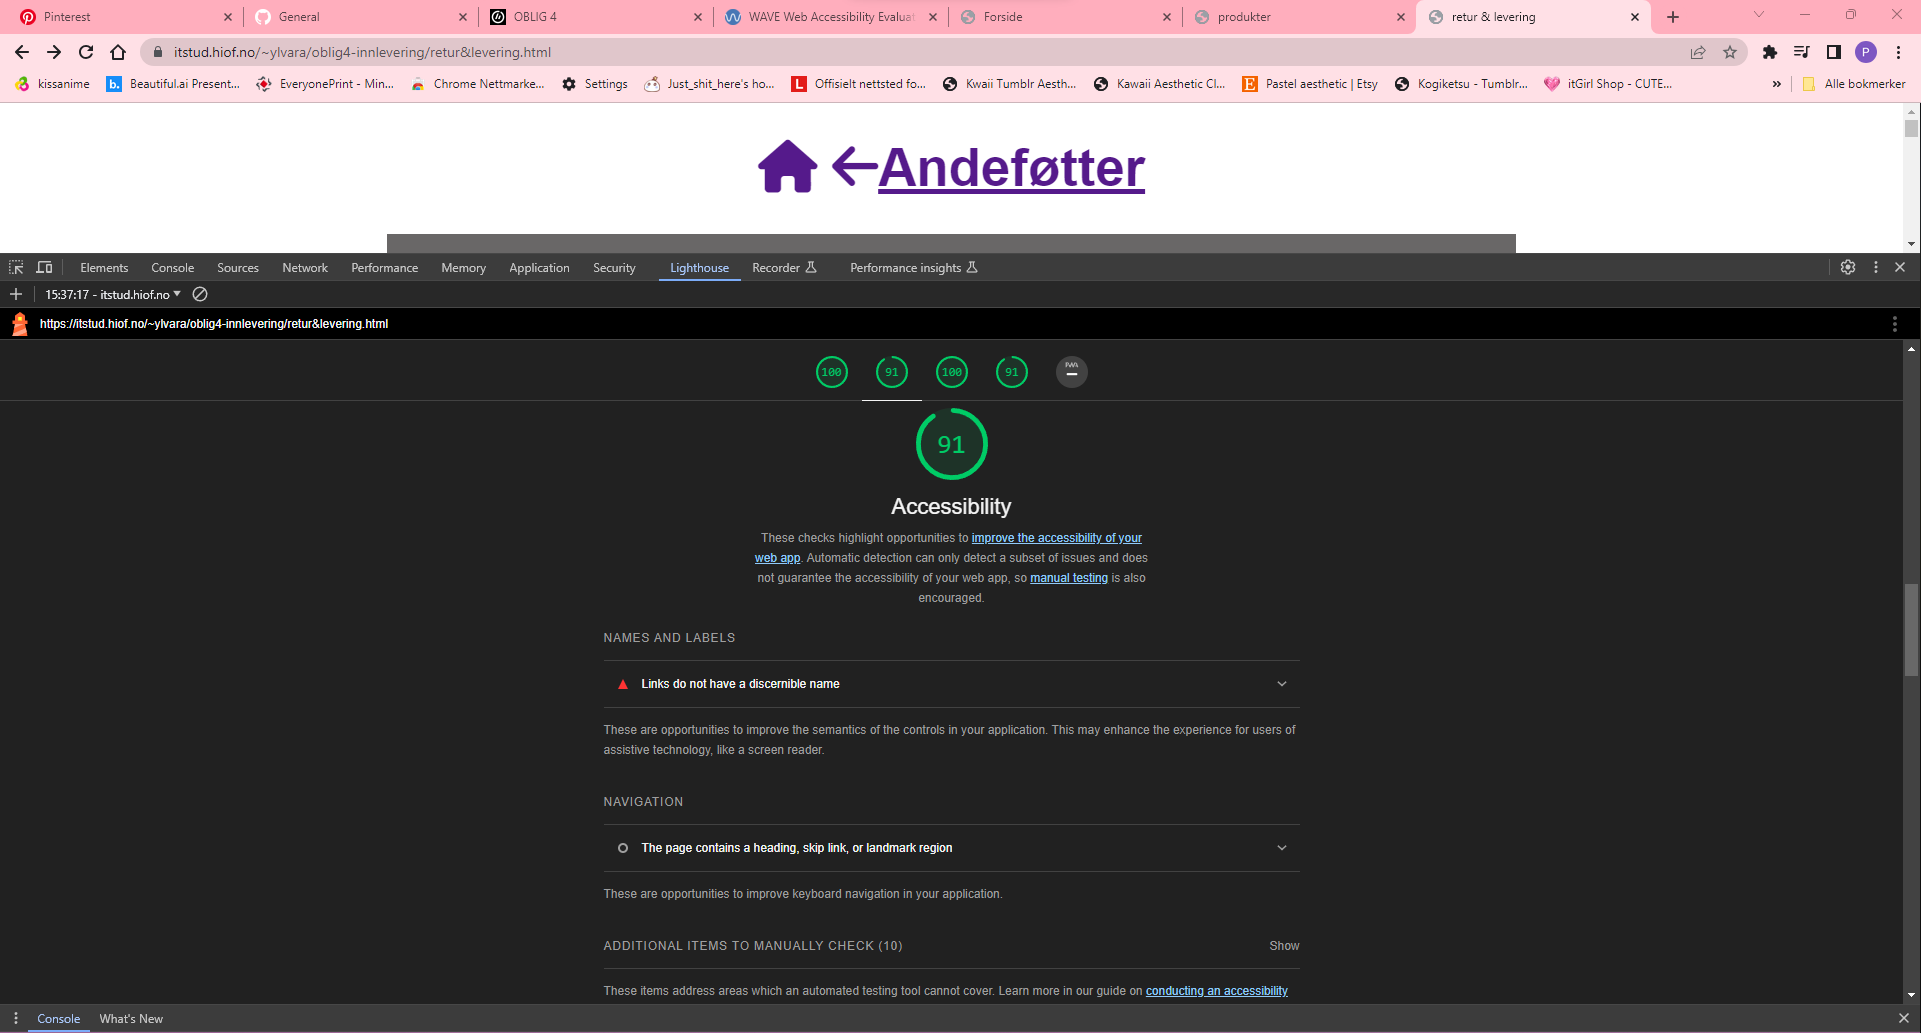 Pinterest
General
OBLIG 4
WAVE Web Accessibility Evaluat
Forside
produkter
retur & levering
itstud.hiof.no/~ylvara/oblig4-innlevering/retur&levering.html
P
kissanime
Beautiful.ai Present...
EveryonePrint - Min...
Chrome Nettmarke...
Settings
Just_shit_here's ho...
Offisielt nettsted fo...
Kwaii Tumblr Aesth...
Kawaii Aesthetic Cl...
Pastel aesthetic | Etsy
Kogiketsu - Tumblr...
itGirl Shop - CUTE...
Alle bokmerker
Andeføtter
Elements
Console
Sources
Network
Performance
Memory
Application
Security
Lighthouse
Recorder
Performance insights
15:37:17 - itstud.hiof.no
https://itstud.hiof.no/~ylvara/oblig4-innlevering/retur&levering.html
100
91
100
91
PWA
91
Accessibility
These checks highlight opportunities to improve the accessibility of your
web app. Automatic detection can only detect a subset of issues and does
not guarantee the accessibility of your web app, so manual testing is also
encouraged.
NAMES AND LABELS
Links do not have a discernible name
These are opportunities to improve the semantics of the controls in your application. This may enhance the experience for users of
assistive technology, like a screen reader.
NAVIGATION
The page contains a heading, skip link, or landmark region
These are opportunities to improve keyboard navigation in your application.
ADDITIONAL ITEMS TO MANUALLY CHECK (10)
Show
These items address areas which an automated testing tool cannot cover. Learn more in our guide on conducting an accessibility
Console
What's New